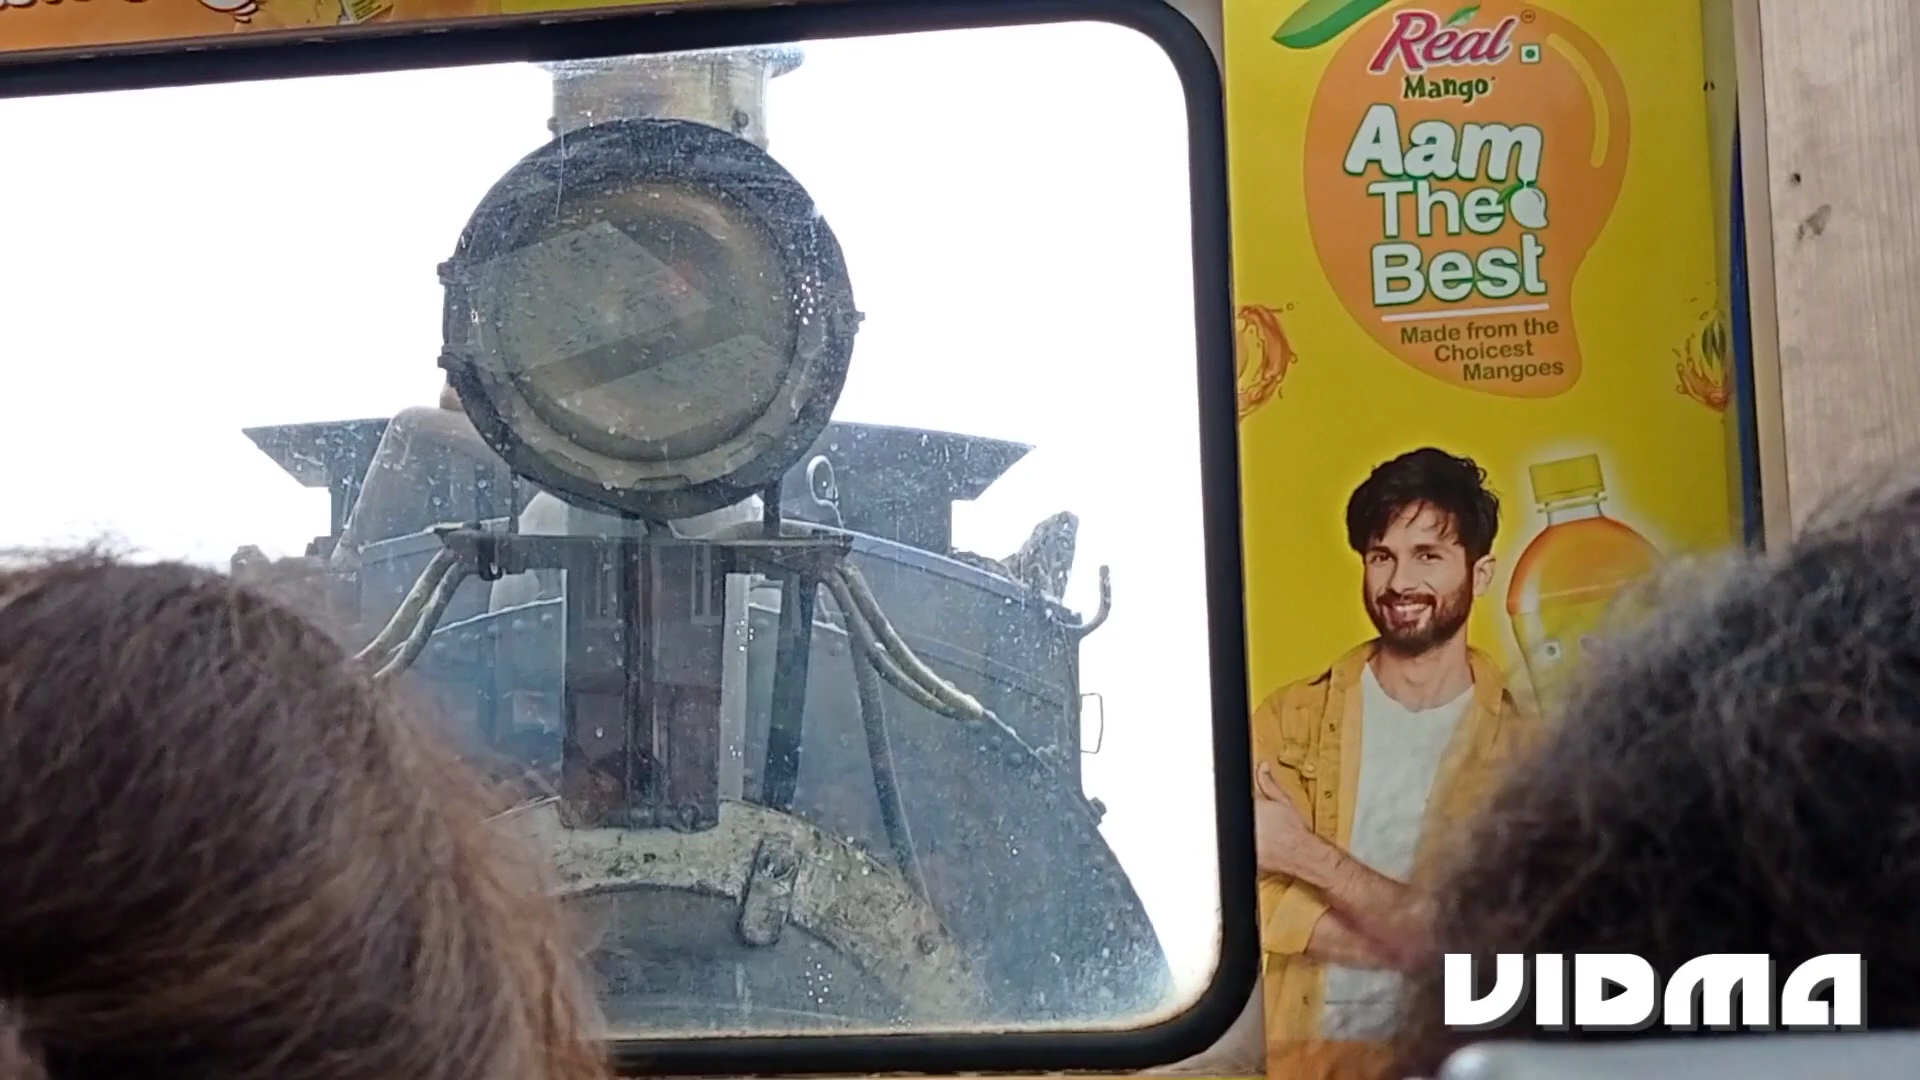 Real
Mango
Aam
The
Best
Made from the
Choicest
Mangoes
VIDMA